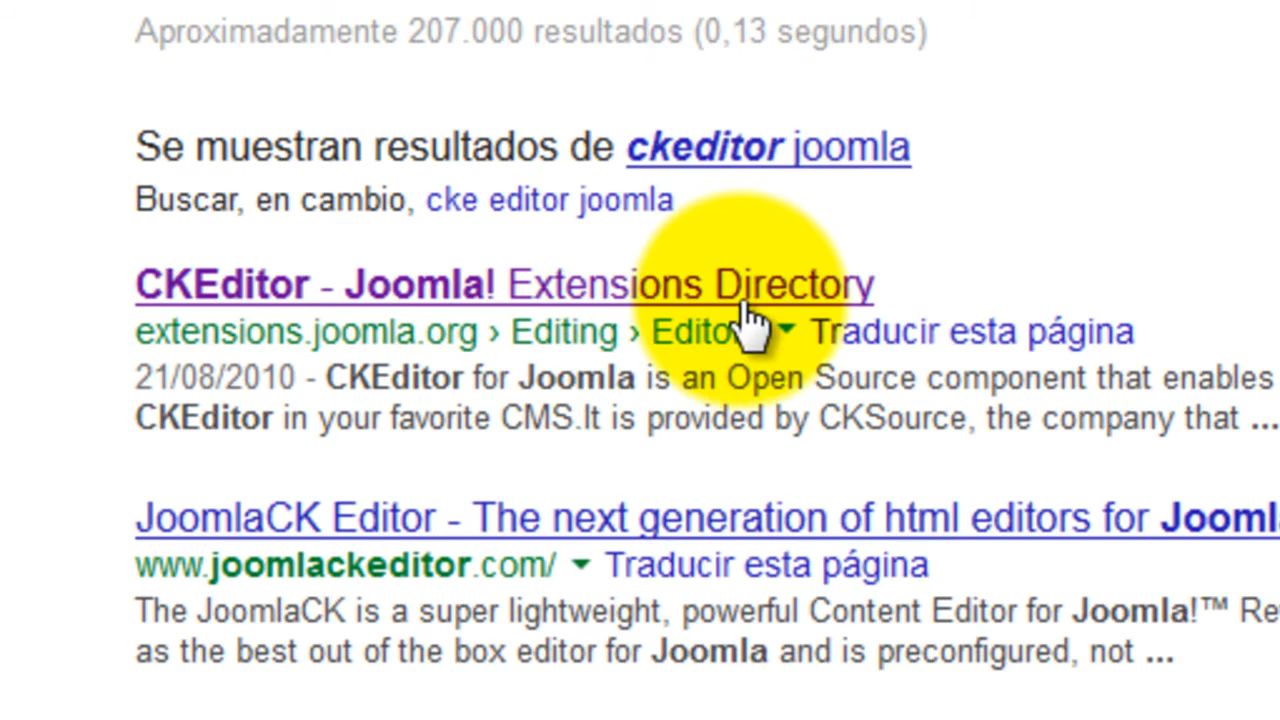 Aproximadamente 207.000 resultados (0,13 segundos)
Se muestran resultados de ckeditor joomla
Buscar, en cambio, cke editor joomla
CKEditor - Joomla! Extensions Directory
extensions.joomla.org › Editing › Edito Traducir esta página
21/08/2010 - CKEditor for Joomla is an Open Source component that enables
CKEditor in your favorite CMS.It is provided by CKSource, the company that ...
JoomlaCK Editor - The next generation of html editors for Jooml
www.joomlackeditor.com/ Traducir esta página
The JoomlaCK is a super lightweight, powerful Content Editor for Joomla!™ Re
as the best out of the box editor for Joomla and is preconfigured, not ...